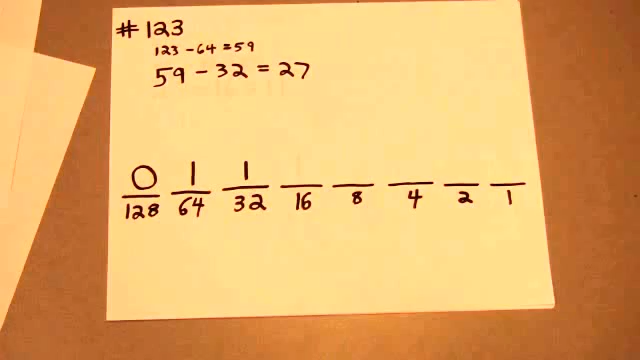 # 123
123 - 64 = 59
59 - 32 = 27
0 1 1
128 64 32 16 8 4 2 1